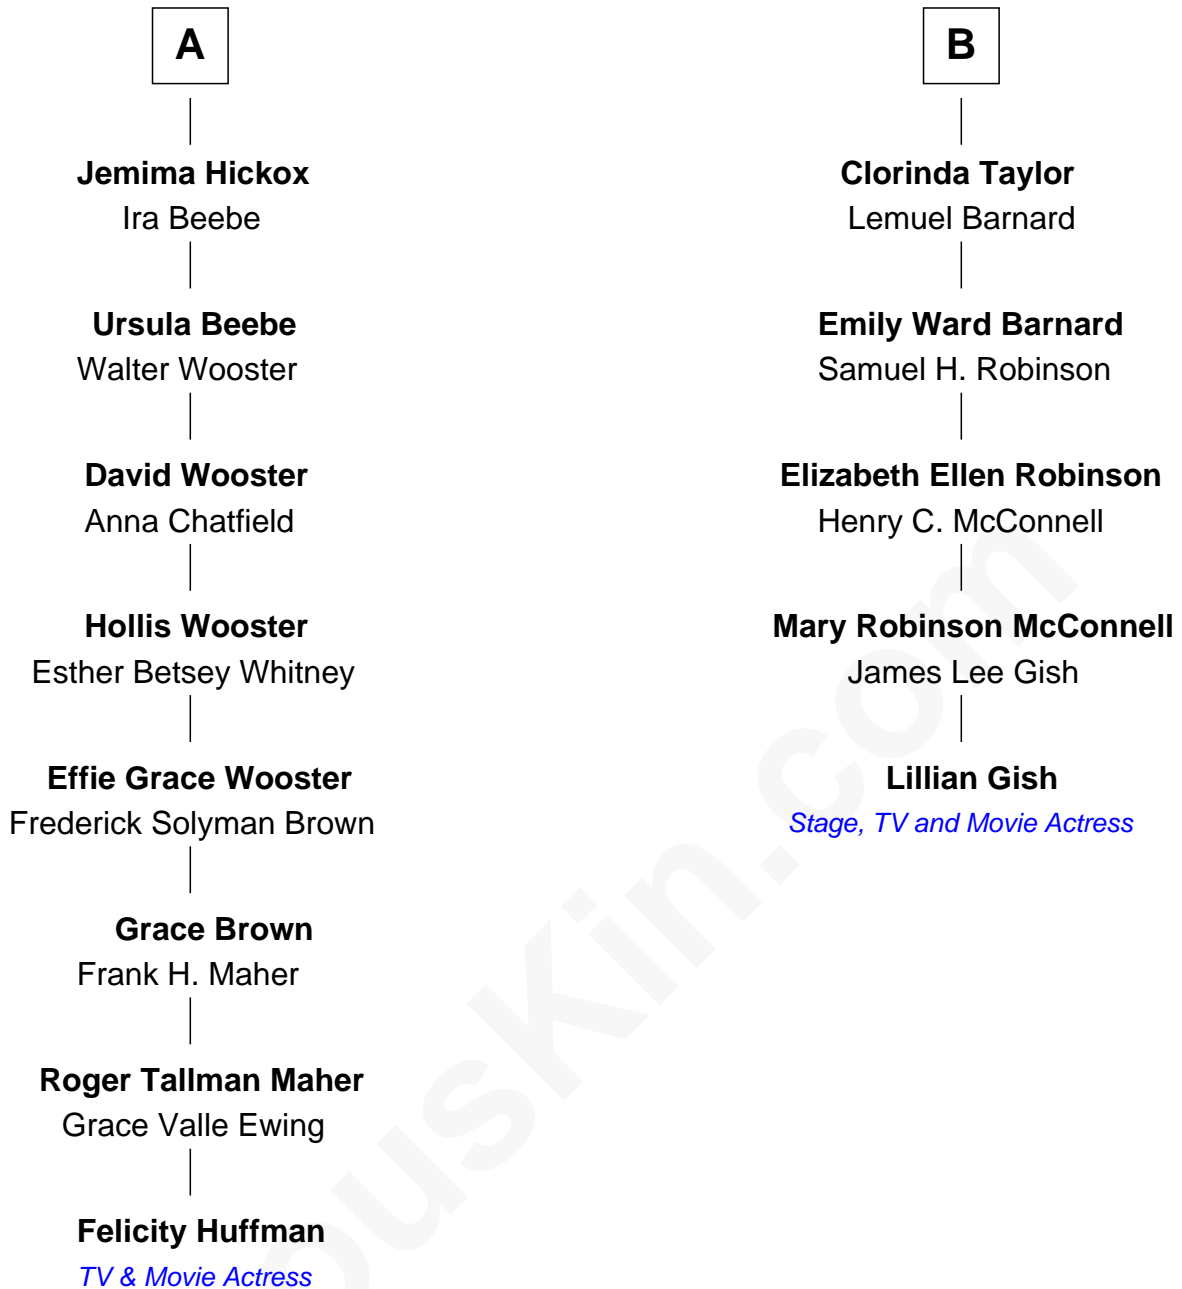 A
Jemima Hickox
Ira Beebe
Ursula Beebe
Walter Wooster
David Wooster
Anna Chatfield
Hollis Wooster
Esther Betsey Whitney
Effie Grace Wooster
Frederick Solyman Brown
Grace Brown
Frank H. Maher
Roger Tallman Maher
Grace Valle Ewing
Felicity Huffman
TV & Movie Actress
B
Clorinda Taylor
Lemuel Barnard
Emily Ward Barnard
Samuel H. Robinson
Elizabeth Ellen Robinson
Henry C. McConnell
Mary Robinson McConnell
James Lee Gish
Lillian Gish
Stage, TV and Movie Actress
ousKin.com